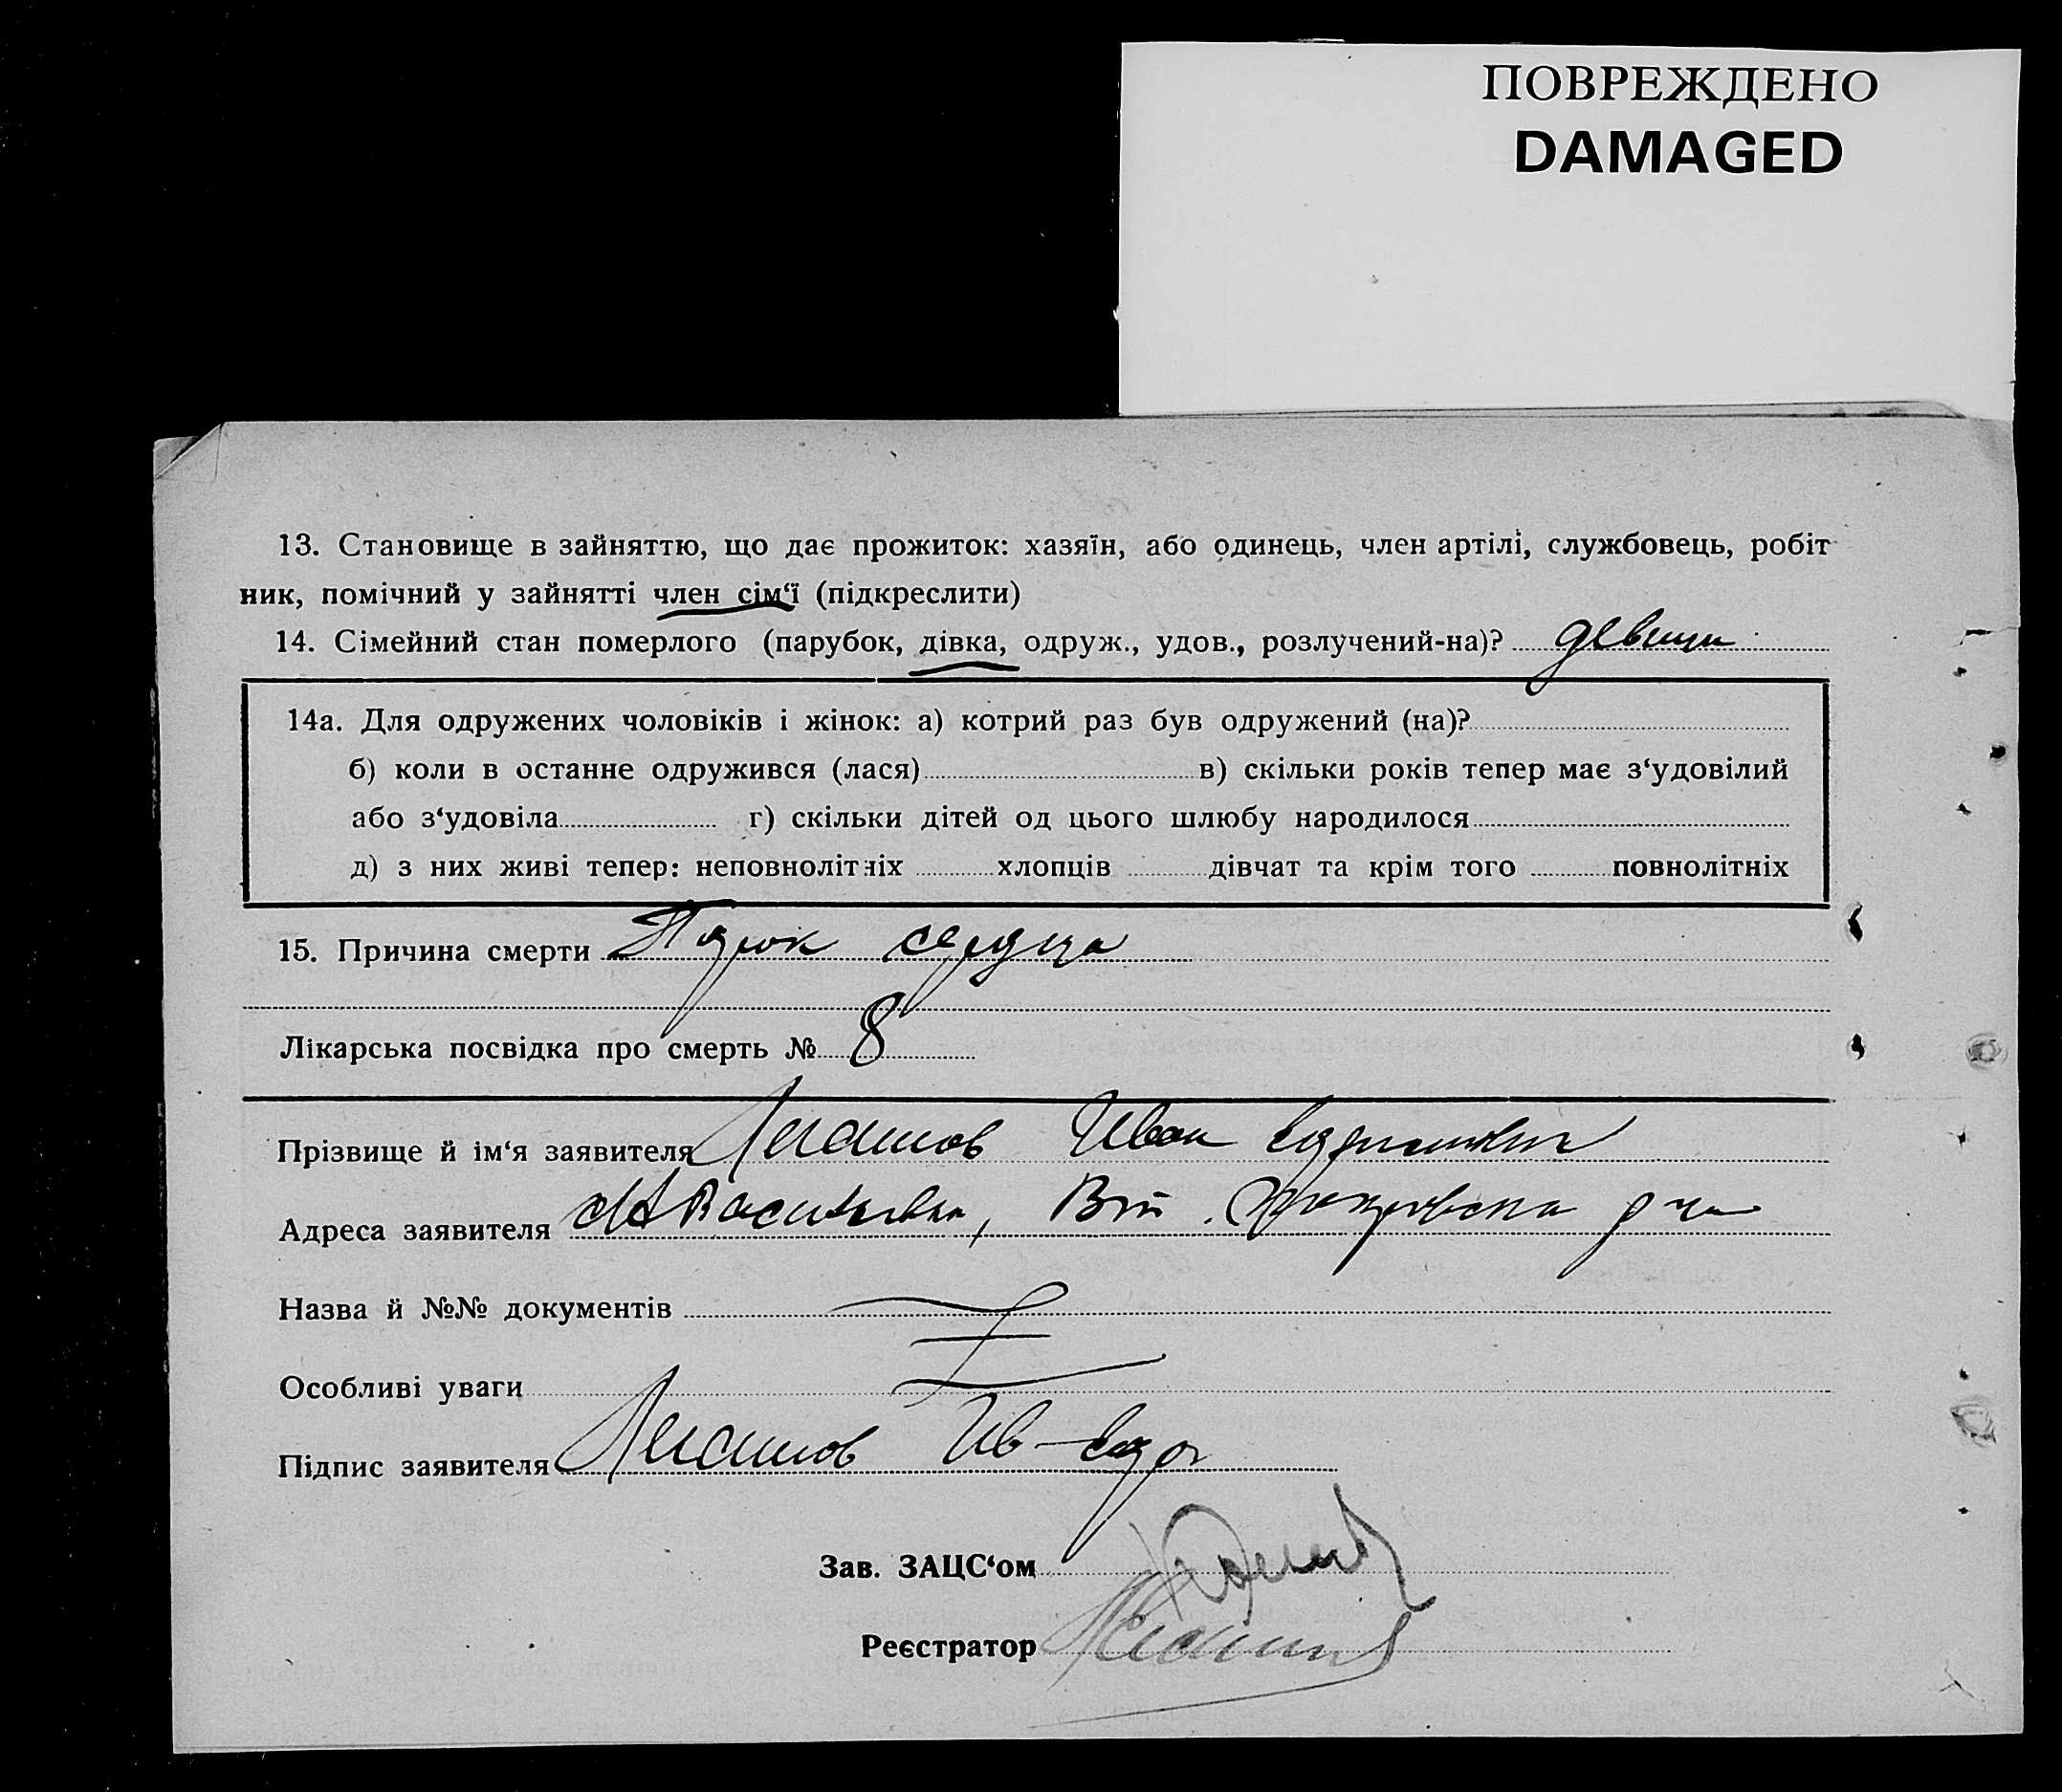 ПОВРЕЖДЕНО
DAMAGED
13. Становище в зайняттю, що дає прожиток: хазяїн, або одинець, член артілі, службовець, робіт
ник, помічний у зайнятті член сім‘ї (підкреслити)
14. Сімейний стан померлого (парубок, дівка, одруж., удов., розлучений-на)? девица
14а. Для одружених чоловіків і жінок: а) котрий раз був одружений (на)?
б) коли в останне одружився (лася) в) скільки років тепер має з‘удовілий
або з‘удовіла г) скільки дітей од цього шлюбу народилося
д) з них живі тепер: неповнолітніх хлопців дівчат та крім того повнолітніх
15. Причина смерти Порок сердца
Лікарська посвідка про смерть № 8
Прізвище й ім‘я заявителя Иван
Адреса заявителя Васильевка,
Назва й №№ документів
Особливі уваги
Підпис заявителя Ив
Зав. ЗАЦС‘ом
Реєстратор